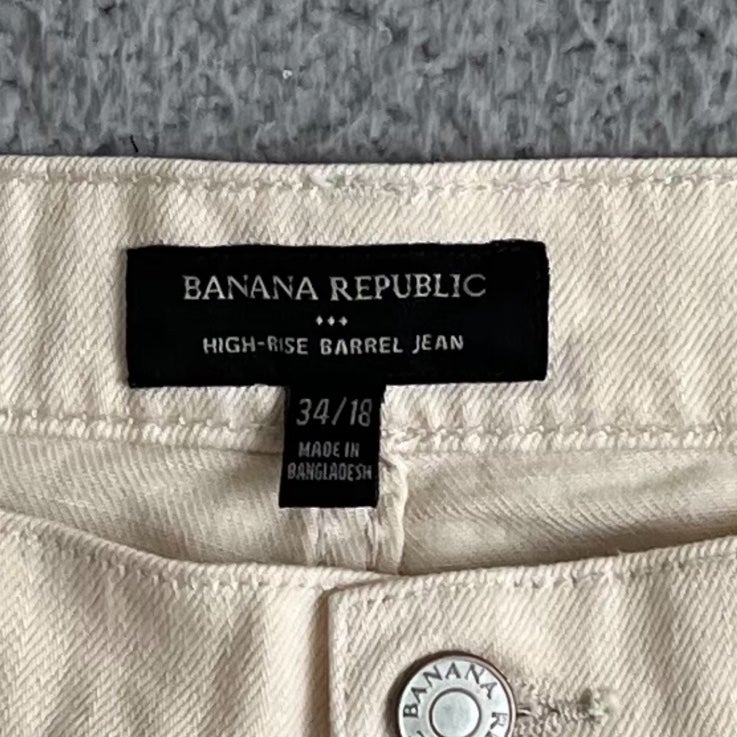 BANANA REPUBLIC
HIGH-RISE BARREL JEAN
34/18
MADE IN
BANGLADESH
BANANA